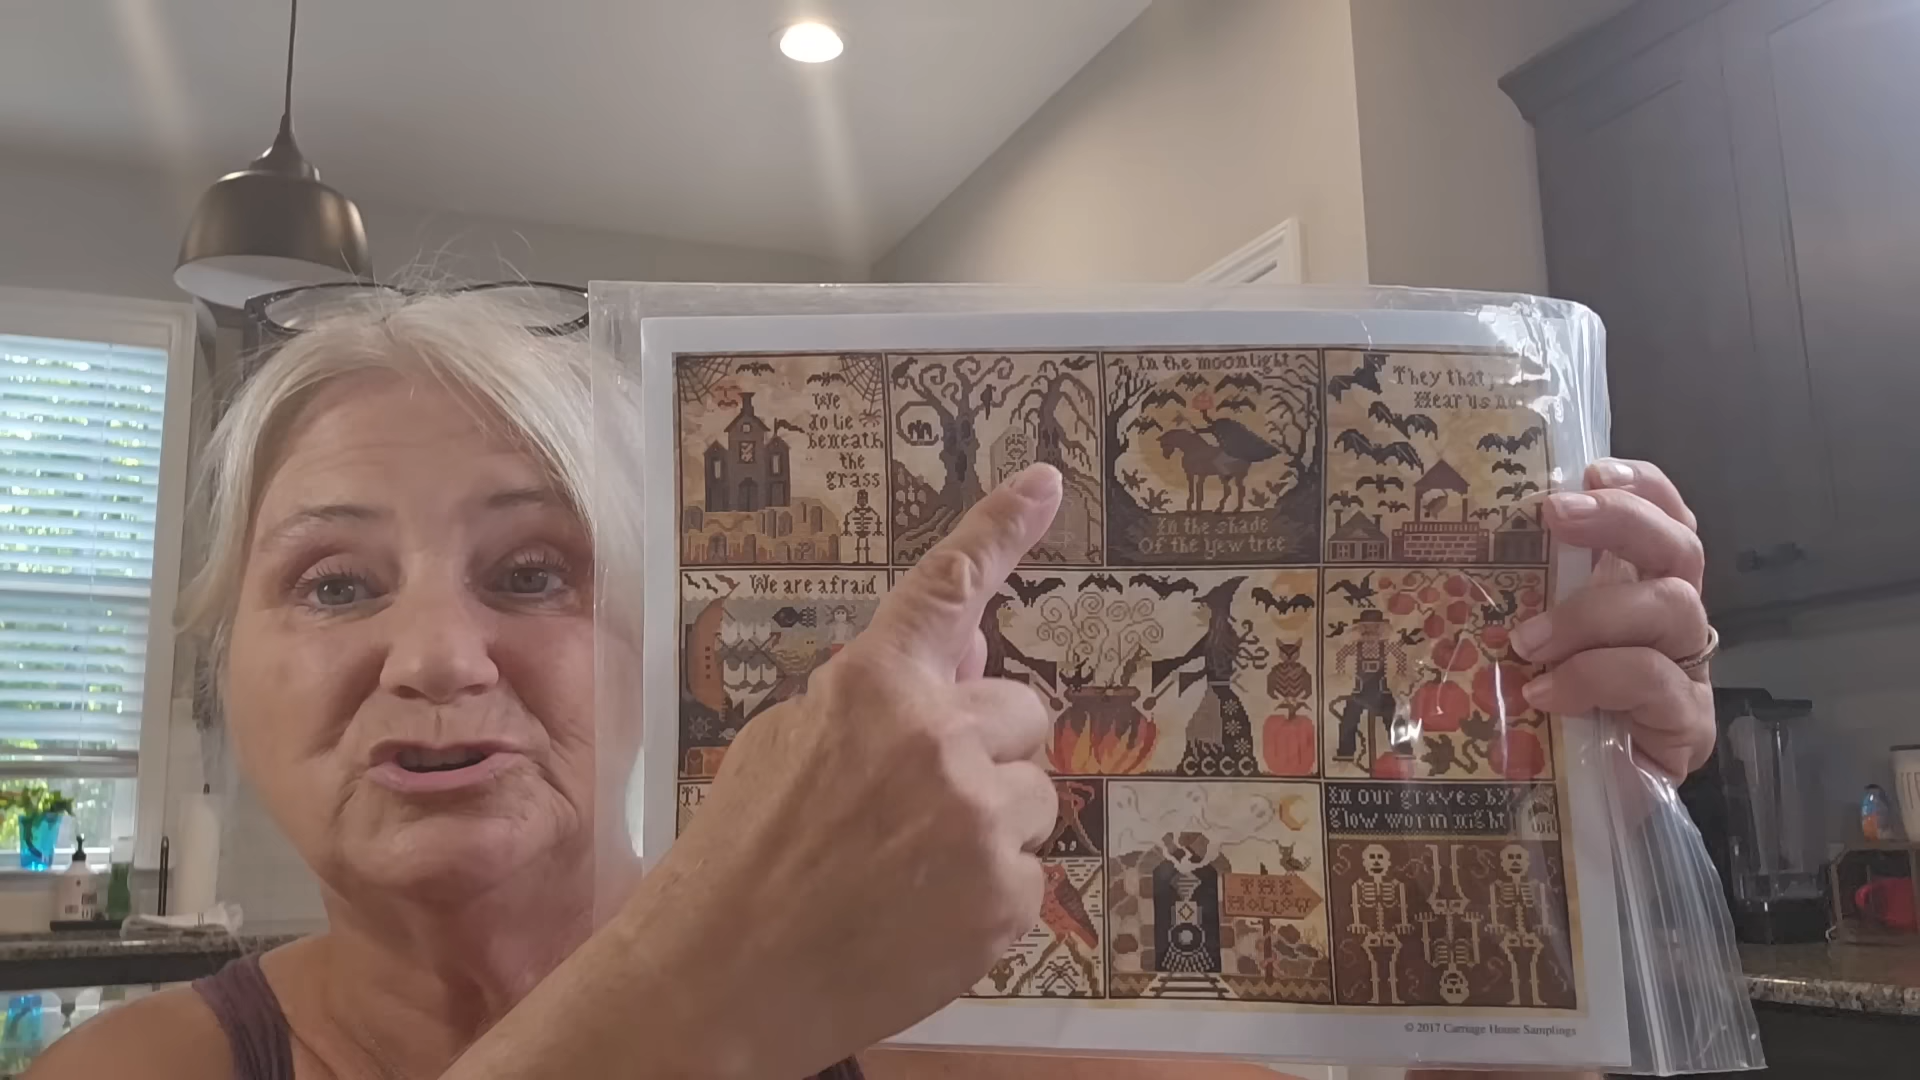 We
do lie
beneath
the
grass
In the moonlight
In the shade
Of the yew tree
They that
Hear us no
We are afraid
THE
HOLLOW
In our graves by
glow worm night
© 2017 Carriage House Samplings